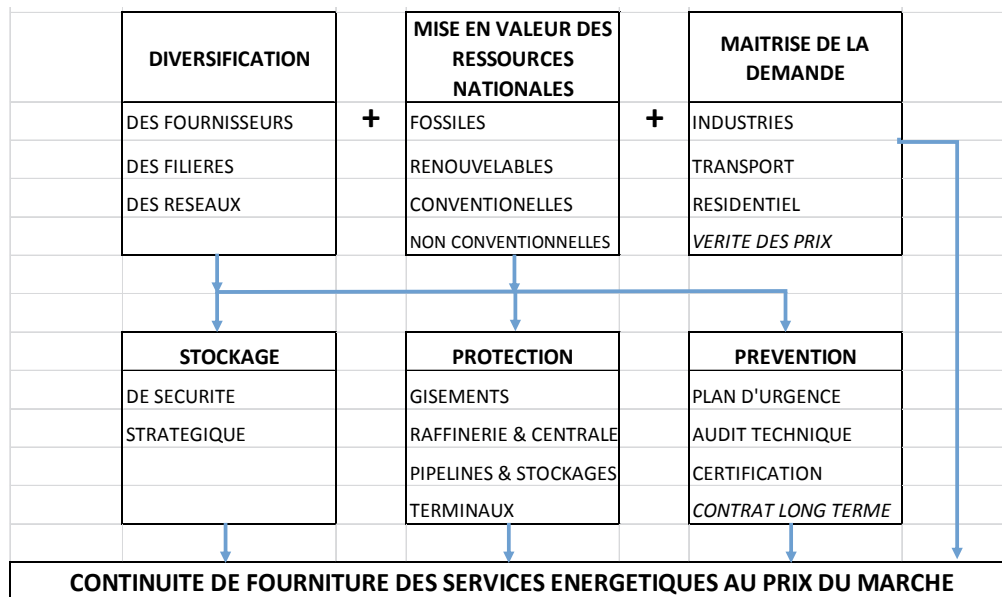 DIVERSIFICATION
MISE EN VALEUR DES
RESSOURCES
NATIONALES
MAITRISE DE LA
DEMANDE
DES FOURNISSEURS
DES FILIERES
DES RESEAUX
+
FOSSILES
RENOUVELABLES
CONVENTIONELLES
NON CONVENTIONNELLES
+
INDUSTRIES
TRANSPORT
RESIDENTIEL
VERITE DES PRIX
STOCKAGE
DE SECURITE
STRATEGIQUE
PROTECTION
GISEMENTS
RAFFINERIE & CENTRALE
PIPELINES & STOCKAGES
TERMINAUX
PREVENTION
PLAN D'URGENCE
AUDIT TECHNIQUE
CERTIFICATION
CONTRAT LONG TERME
CONTINUITE DE FOURNITURE DES SERVICES ENERGETIQUES AU PRIX DU MARCHE